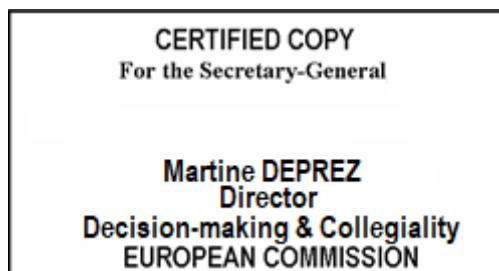 CERTIFIED COPY
For the Secretary-General
Martine DEPREZ
Director
Decision-making & Collegiality
EUROPEAN COMMISSION